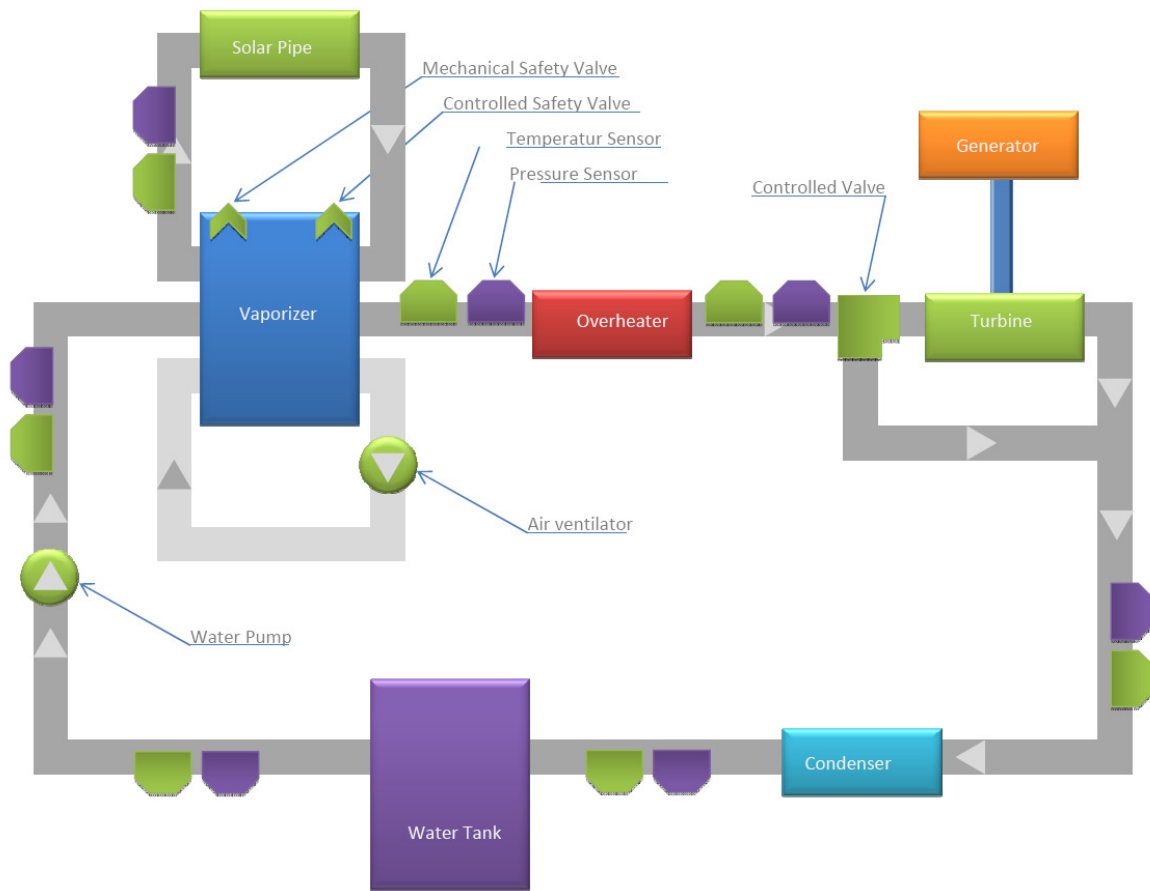 Solar Pipe
Mechanical Safety Valve
Controlled Safety Valve
Temperatur Sensor
Pressure Sensor
Controlled Valve
Generator
Vaporizer
Overheater
Turbine
Air ventilator
Water Pump
Condenser
Water Tank